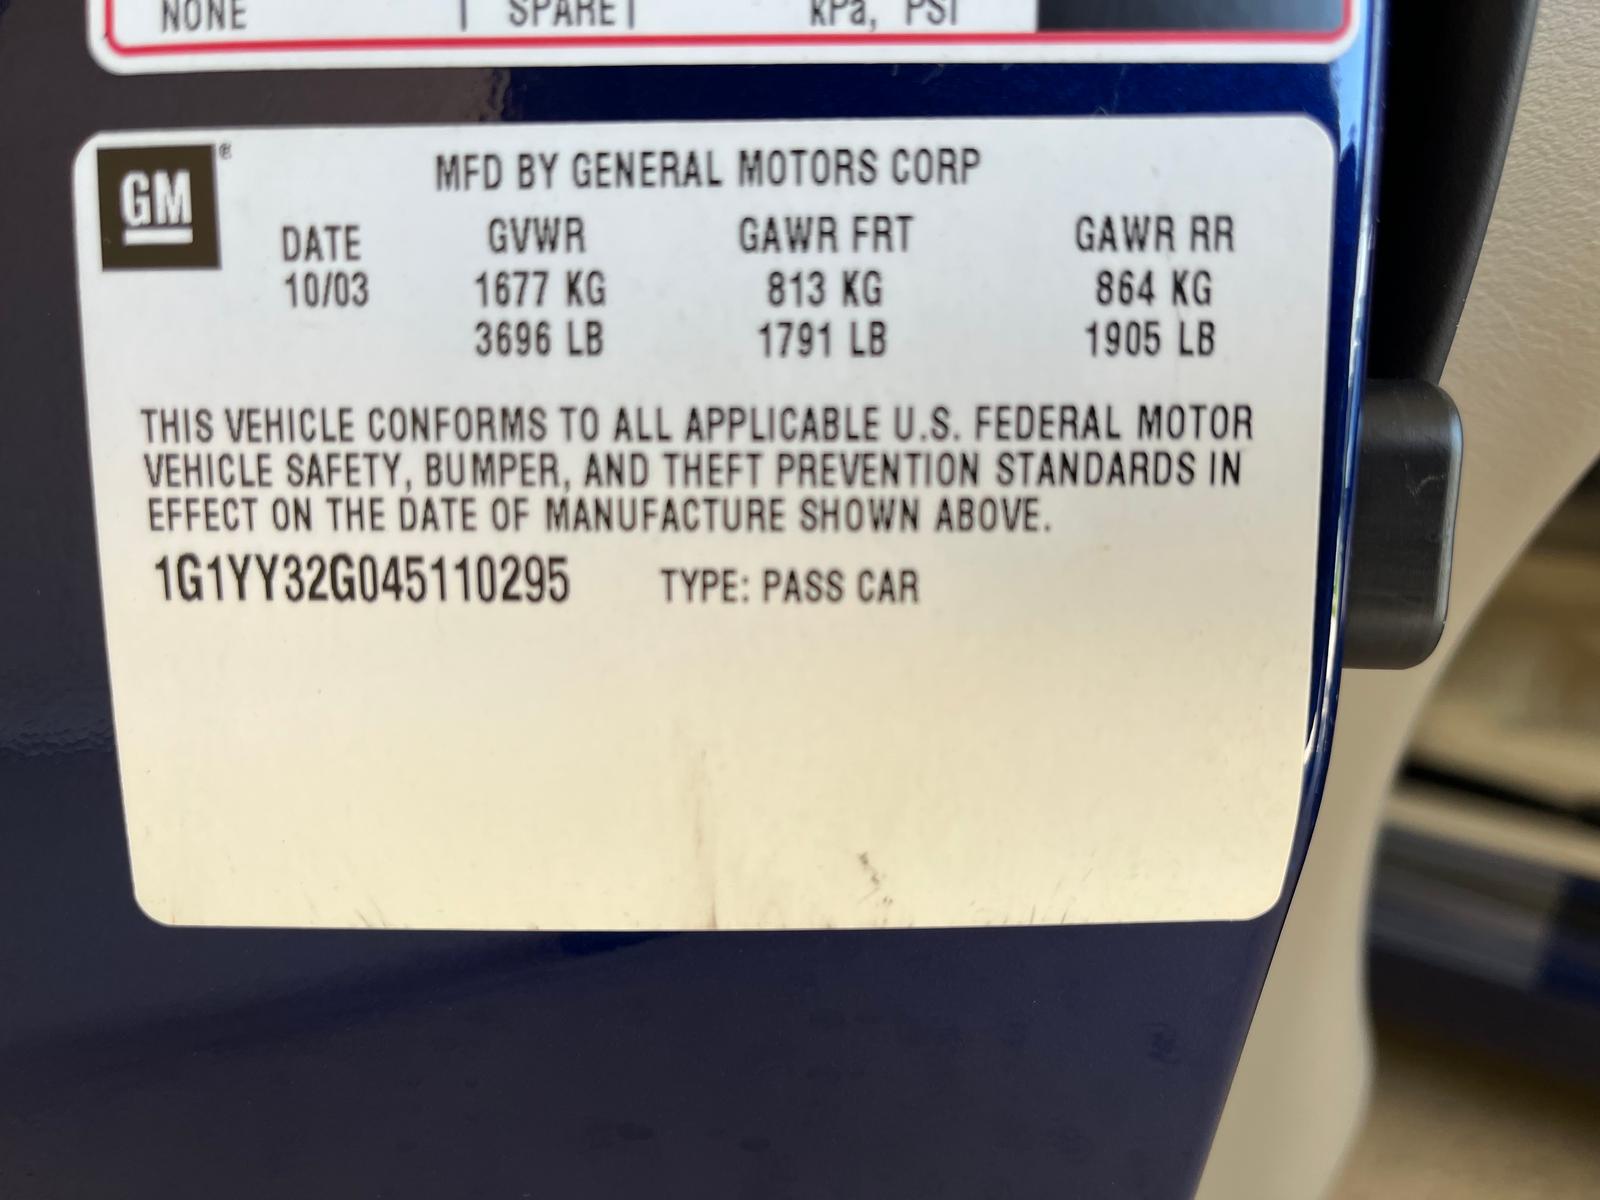 NONE SPARE kPa, PSI
GM® MFD BY GENERAL MOTORS CORP
DATE GVWR GAWR FRT GAWR RR
10/03 1677 KG 813 KG 864 KG
3696 LB 1791 LB 1905 LB
THIS VEHICLE CONFORMS TO ALL APPLICABLE U.S. FEDERAL MOTOR
VEHICLE SAFETY, BUMPER, AND THEFT PREVENTION STANDARDS IN
EFFECT ON THE DATE OF MANUFACTURE SHOWN ABOVE.
1G1YY32G045110295 TYPE: PASS CAR